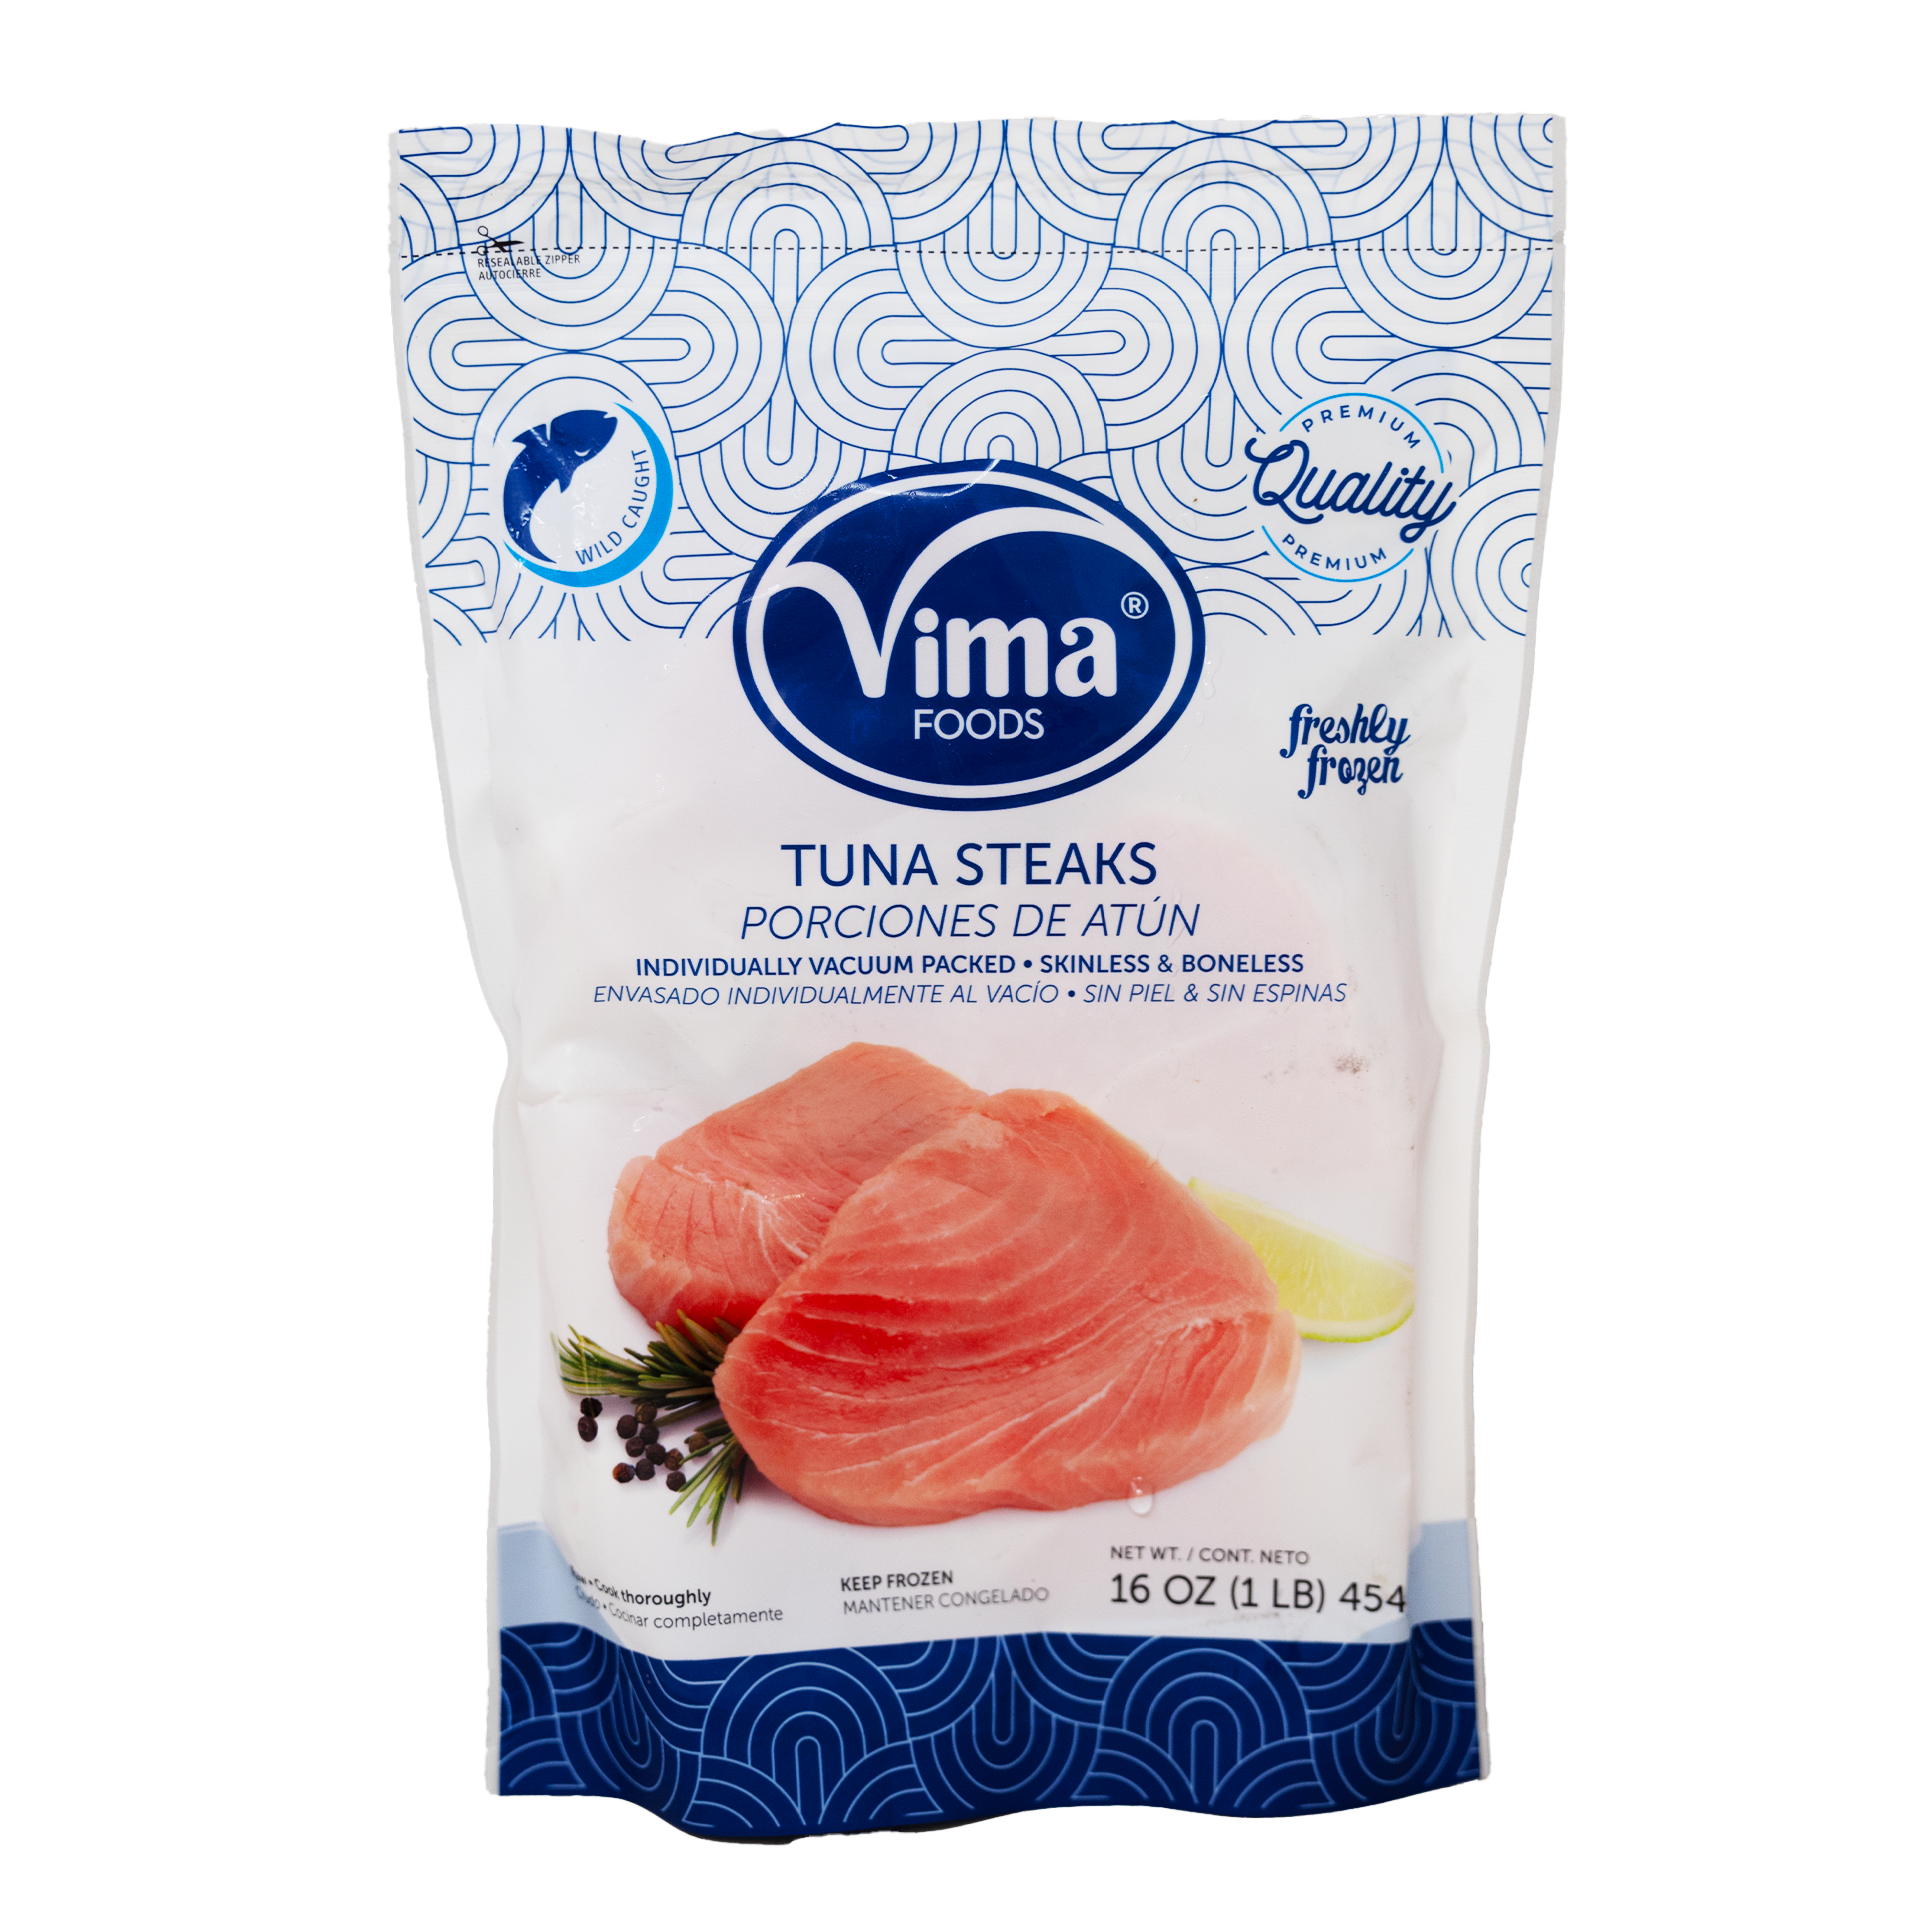 RESEALABLE ZIPPER
AUTOCIERRE
WILD CAUGHT
PREMIUM
Quality
PREMIUM
Vima®
FOODS
freshly
frozen
TUNA STEAKS
PORCIONES DE ATÚN
INDIVIDUALLY VACUUM PACKED • SKINLESS & BONELESS
ENVASADO INDIVIDUALMENTE AL VACÍO • SIN PIEL & SIN ESPINAS
• Cook thoroughly
• Cocinar completamente
KEEP FROZEN
MANTENER CONGELADO
NET WT. / CONT. NETO
16 OZ (1 LB) 454